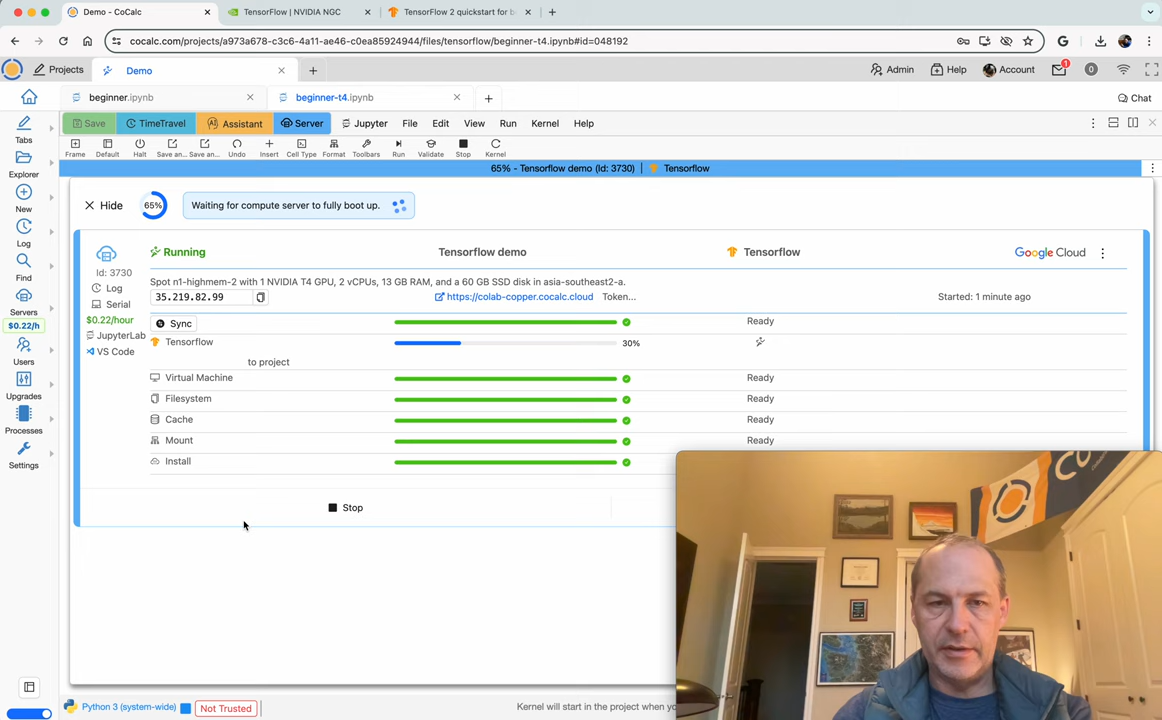 Demo - CoCalc
TensorFlow | NVIDIA NGC
TensorFlow 2 quickstart for b
cocalc.com/projects/a973a678-c3c6-4a11-ae46-c0ea85924944/files/tensorflow/beginner-t4.ipynb#id=048192
Projects
Demo
Admin
Help
Account
1
0
beginner.ipynb
beginner-t4.ipynb
Chat
Save
TimeTravel
Assistant
Server
Jupyter
File
Edit
View
Run
Kernel
Help
Tabs
Explorer
New
Log
Find
Servers
$0.22/h
Users
Upgrades
Processes
Settings
Frame
Default
Halt
Save an...
Save an...
Undo
Insert
Cell Type
Format
Toolbars
Run
Validate
Stop
Kernel
65% - Tensorflow demo (Id: 3730) | Tensorflow
Hide
65%
Waiting for compute server to fully boot up.
Running
Tensorflow demo
Tensorflow
Google Cloud
Id: 3730
Log
Serial
$0.22/hour
JupyterLab
VS Code
Spot n1-highmem-2 with 1 NVIDIA T4 GPU, 2 vCPUs, 13 GB RAM, and a 60 GB SSD disk in asia-southeast2-a.
35.219.82.99
https://colab-copper.cocalc.cloud
Token...
Started: 1 minute ago
Sync
Ready
Tensorflow
30%
to project
Virtual Machine
Ready
Filesystem
Ready
Cache
Ready
Mount
Ready
Install
Stop
Python 3 (system-wide)
Not Trusted
Kernel will start in the project when yo